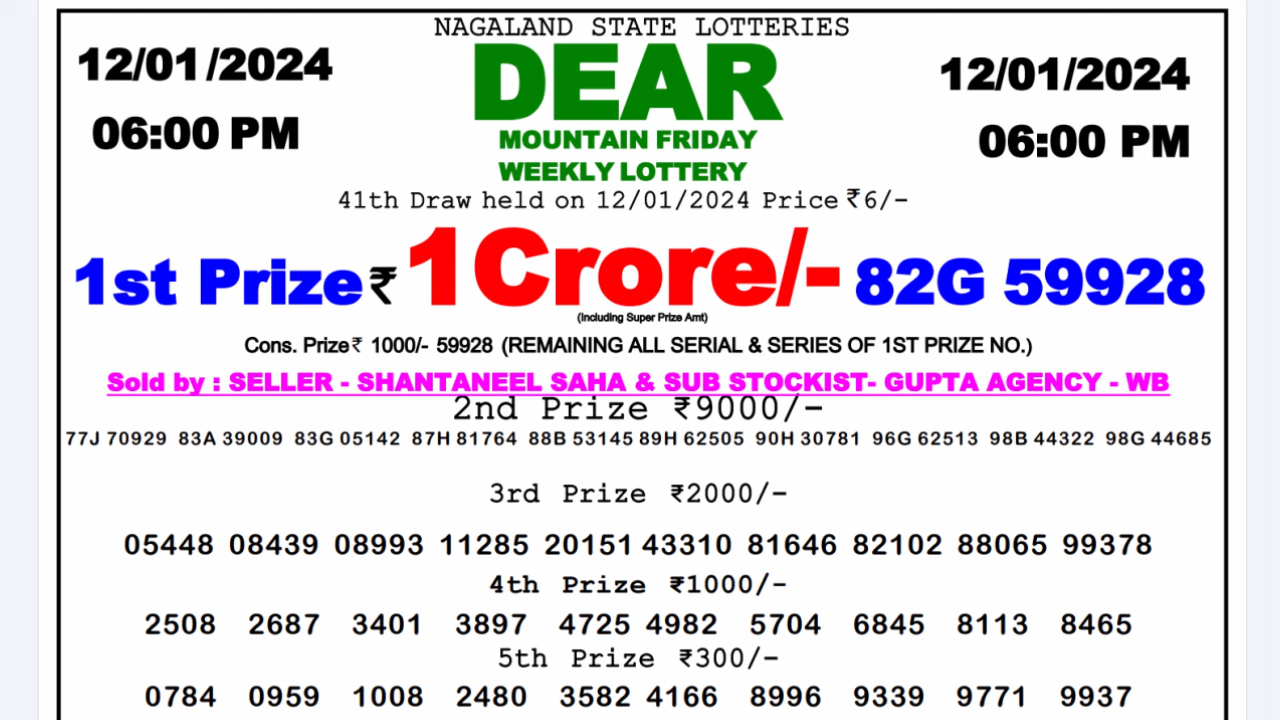 NAGALAND STATE LOTTERIES
12/01/2024
DEAR
12/01/2024
06:00 PM
MOUNTAIN FRIDAY
06:00 PM
WEEKLY LOTTERY
41th Draw held on 12/01/2024 Price ₹6/-
1st Prize ₹ 1Crore/- 82G 59928
(Including Super Prize Amt)
Cons. Prize₹ 1000/- 59928 (REMAINING ALL SERIAL & SERIES OF 1ST PRIZE NO.)
Sold by : SELLER - SHANTANEEL SAHA & SUB STOCKIST- GUPTA AGENCY - WB
2nd Prize ₹9000/-
77J 70929 83A 39009 83G 05142 87H 81764 88B 53145 89H 62505 90H 30781 96G 62513 98B 44322 98G 44685
3rd Prize ₹2000/-
05448 08439 08993 11285 20151 43310 81646 82102 88065 99378
4th Prize ₹1000/-
2508 2687 3401 3897 4725 4982 5704 6845 8113 8465
5th Prize ₹300/-
0784 0959 1008 2480 3582 4166 8996 9339 9771 9937